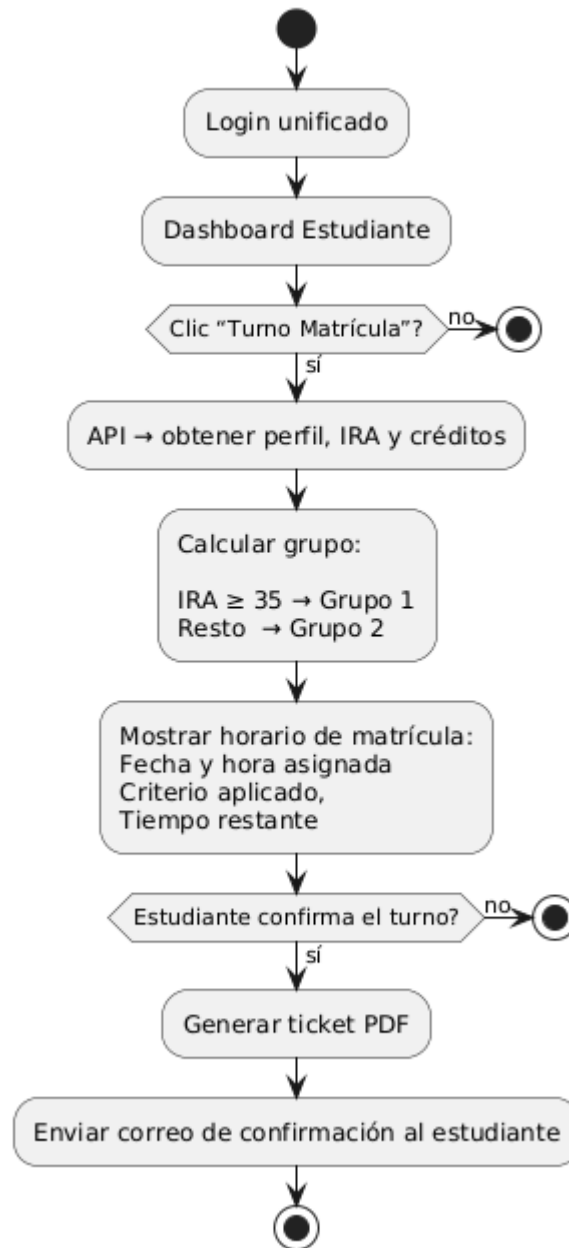 Login unificado
Dashboard Estudiante
Clic “Turno Matrícula”?
no
sí
API → obtener perfil, IRA y créditos
Calcular grupo:
IRA ≥ 35 → Grupo 1
Resto → Grupo 2
Mostrar horario de matrícula:
Fecha y hora asignada
Criterio aplicado,
Tiempo restante
Estudiante confirma el turno?
no
sí
Generar ticket PDF
Enviar correo de confirmación al estudiante